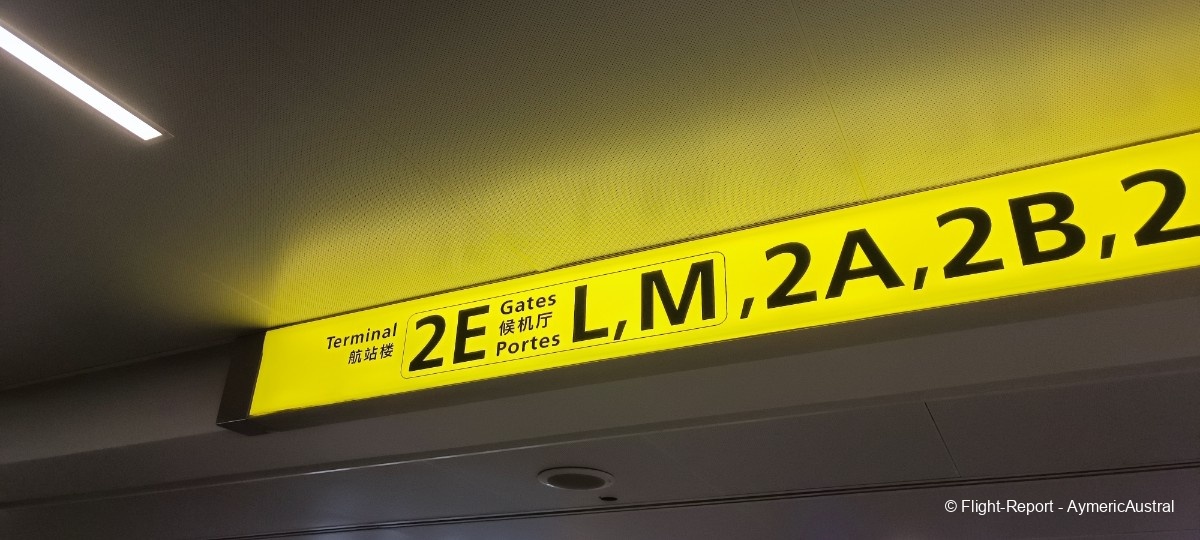 Terminal
航站楼
2E
Gates
候机厅
Portes
L,M
,2A,2B,2
© Flight-Report - AymericAustral